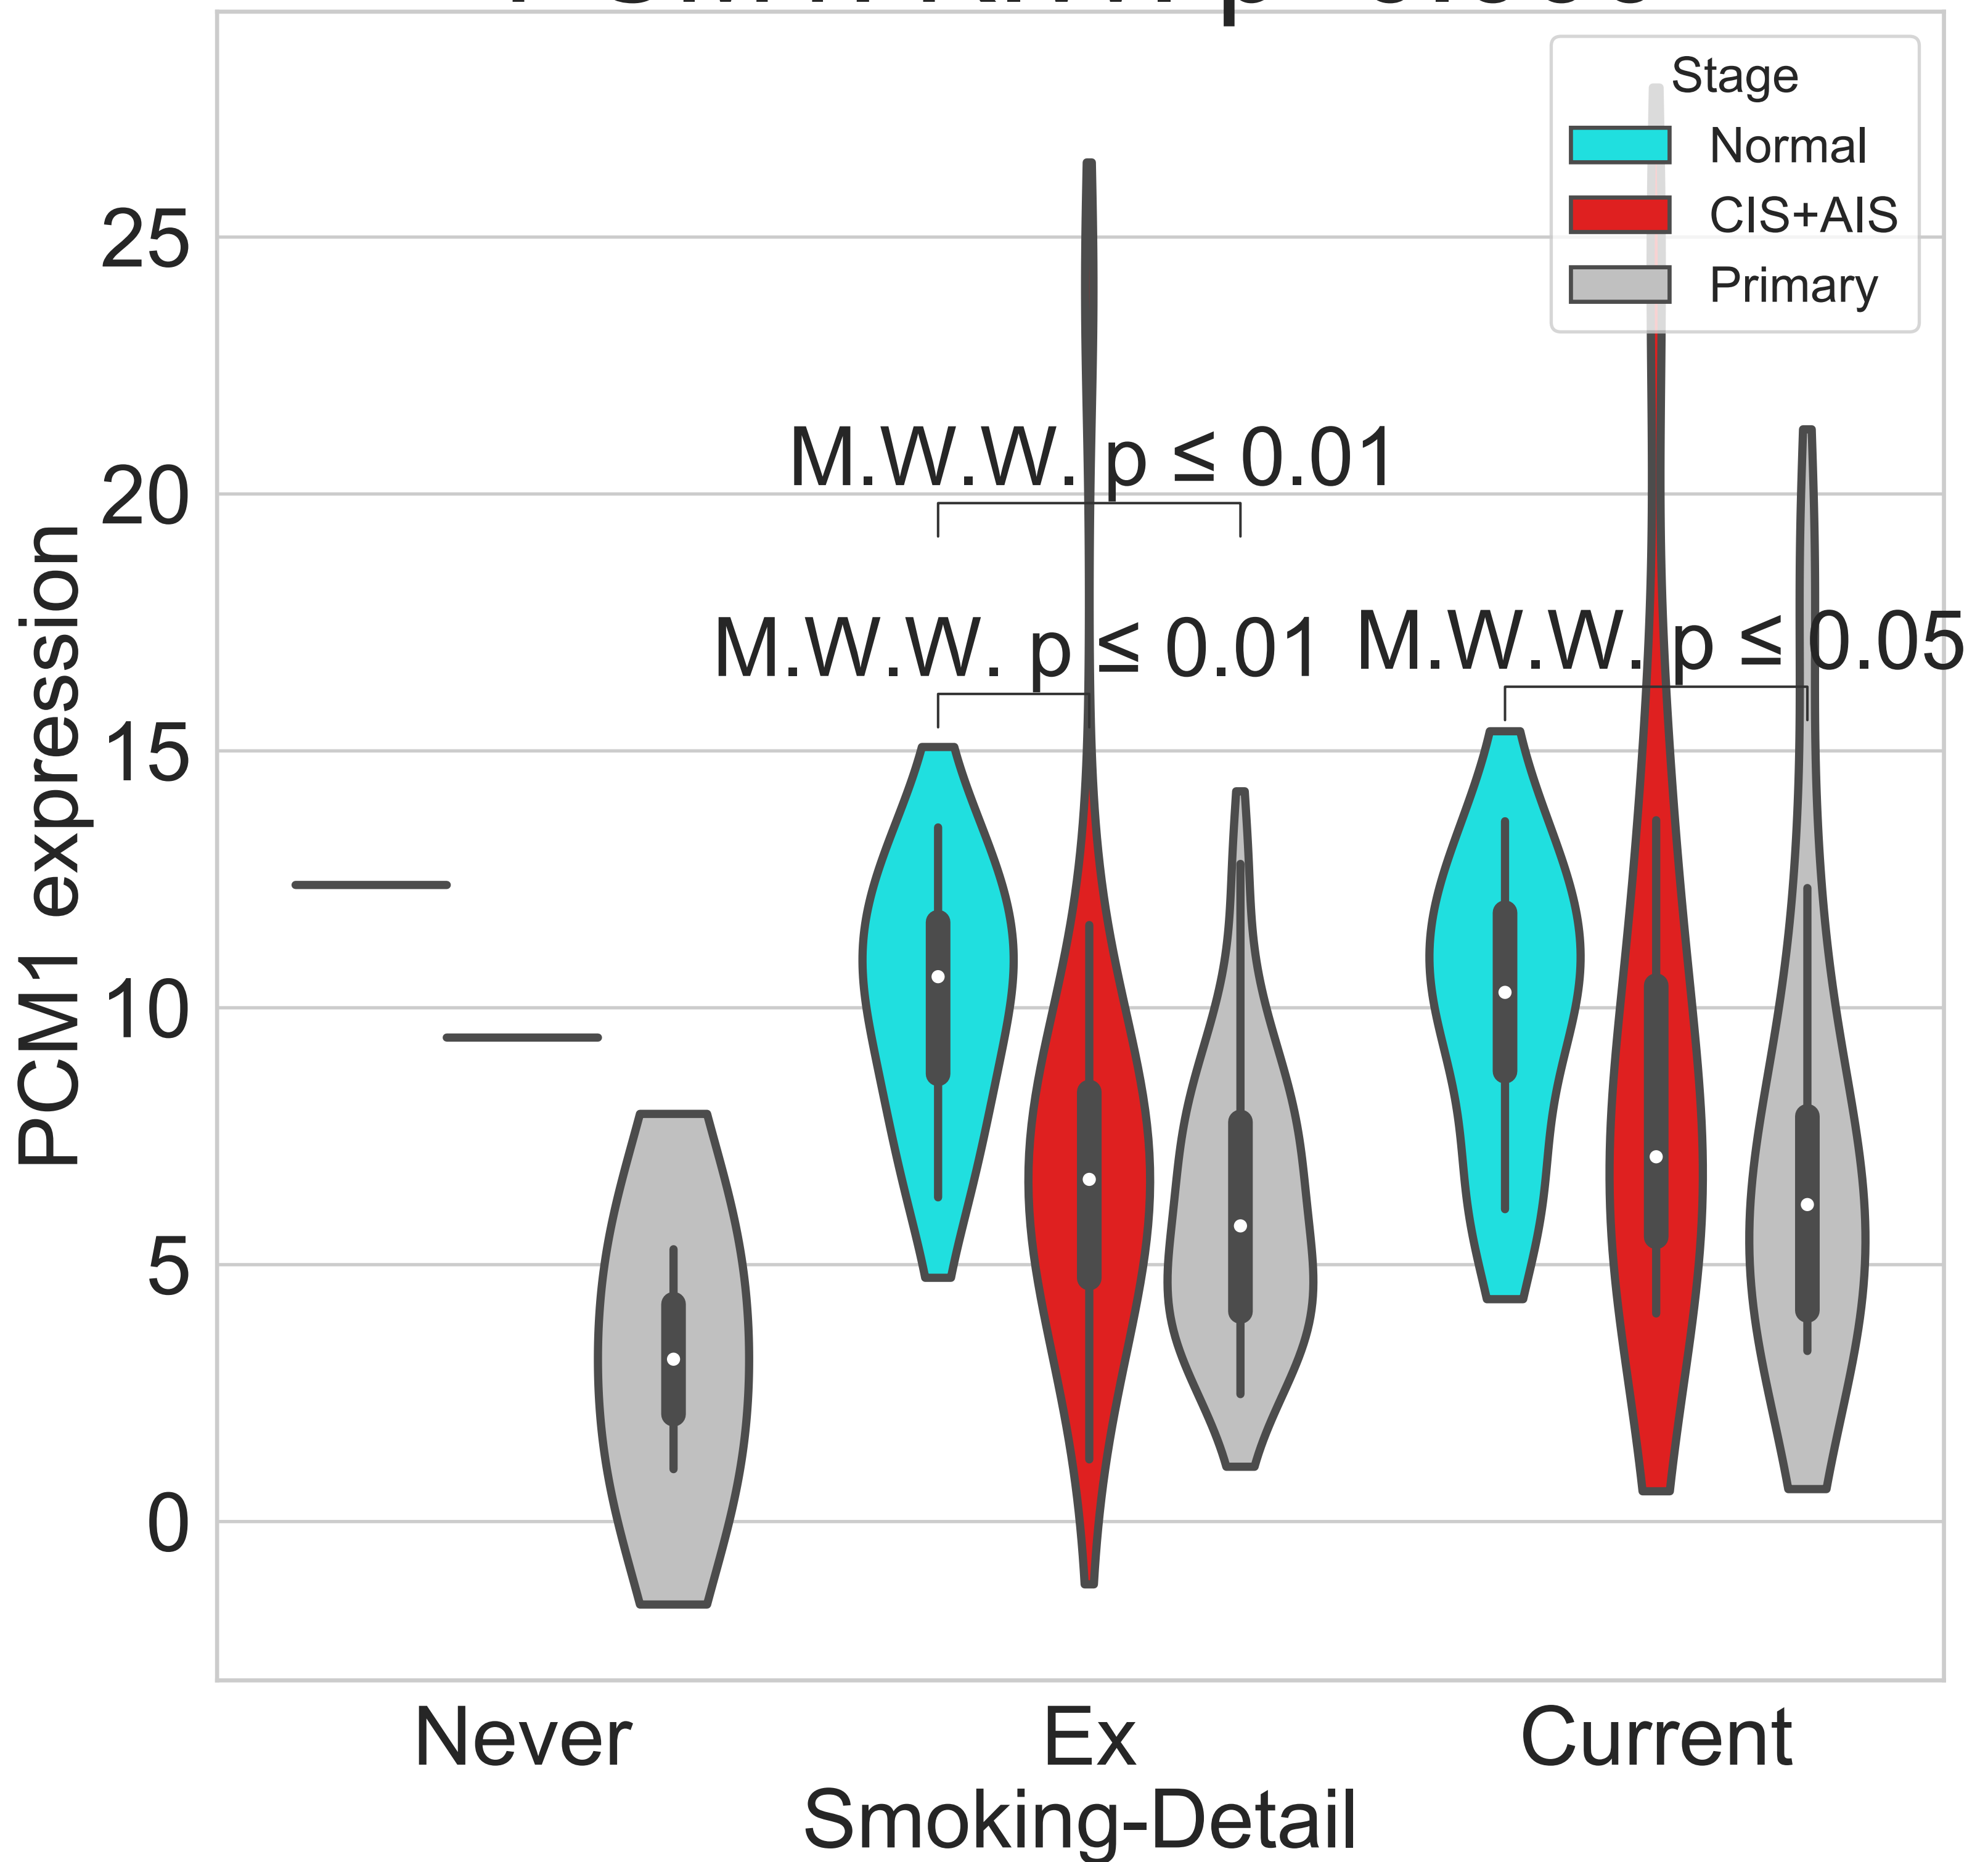 Stage
Normal
CIS+AIS
Primary
25
20
15
10
5
0
PCM1 expression
M.W.W. p ≤ 0.01
M.W.W. p ≤ 0.01
M.W.W. p ≤ 0.05
Never
Ex
Current
Smoking-Detail